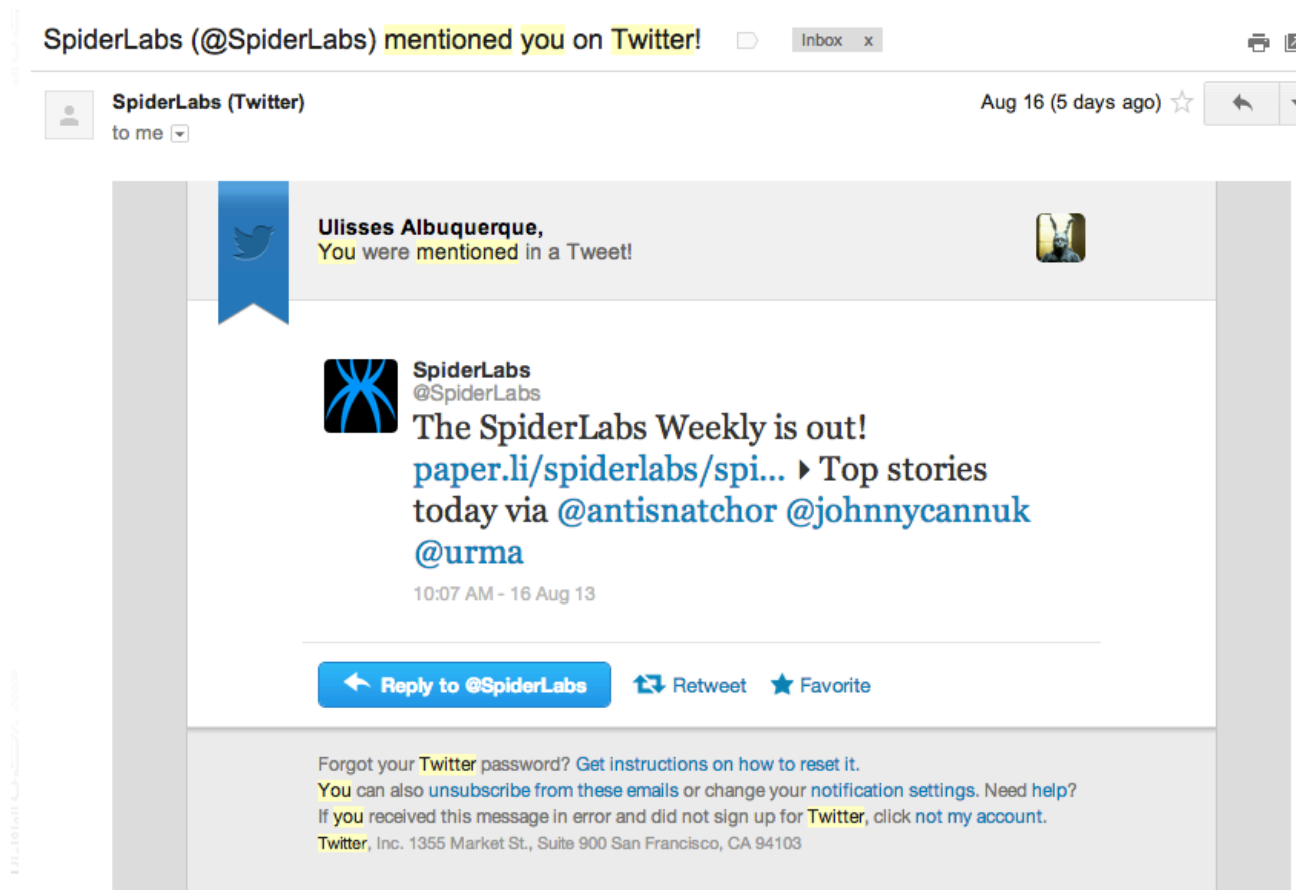 SpiderLabs (@SpiderLabs) mentioned you on Twitter!
Inbox x
SpiderLabs (Twitter)
Aug 16 (5 days ago)
to me
Ulisses Albuquerque,
You were mentioned in a Tweet!
SpiderLabs
@SpiderLabs
The SpiderLabs Weekly is out!
paper.li/spiderlabs/spi... ▸ Top stories
today via @antisnatchor @johnnycannuk
@urma
10:07 AM - 16 Aug 13
Reply to @SpiderLabs Retweet Favorite
Forgot your Twitter password? Get instructions on how to reset it.
You can also unsubscribe from these emails or change your notification settings. Need help?
If you received this message in error and did not sign up for Twitter, click not my account.
Twitter, Inc. 1355 Market St., Suite 900 San Francisco, CA 94103